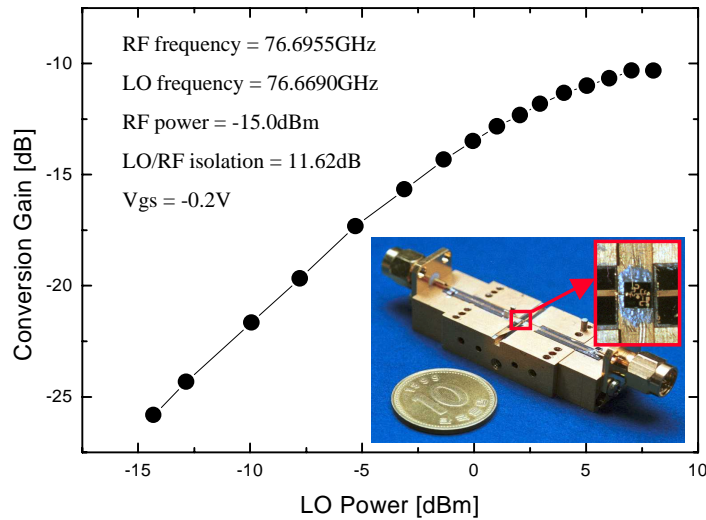 RF frequency = 76.6955GHz
LO frequency = 76.6690GHz
RF power = -15.0dBm
LO/RF isolation = 11.62dB
Vgs = -0.2V
Conversion Gain [dB]
-10
-15
-20
-25
-15
-10
-5
0
5
10
LO Power [dBm]
10